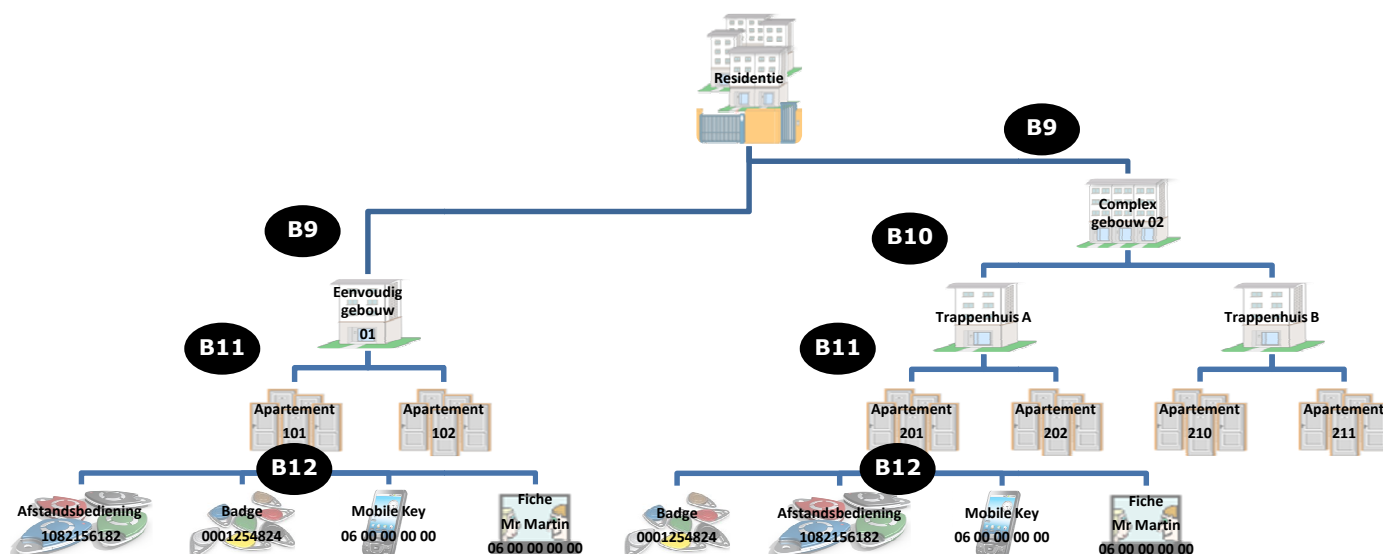 Residentie
B9
Complex
gebouw 02
B9
B10
Eenvoudig
gebouw
01
Trappenhuis A
Trappenhuis B
B11
B11
Apartement
101
Apartement
102
Apartement
201
Apartement
202
Apartement
210
Apartement
211
B12
B12
Afstandsbediening
1082156182
Badge
0001254824
Mobile Key
06 00 00 00 00
Fiche
Mr Martin
06 00 00 00 00
Badge
0001254824
Afstandsbediening
1082156182
Mobile Key
06 00 00 00 00
Fiche
Mr Martin
06 00 00 00 00